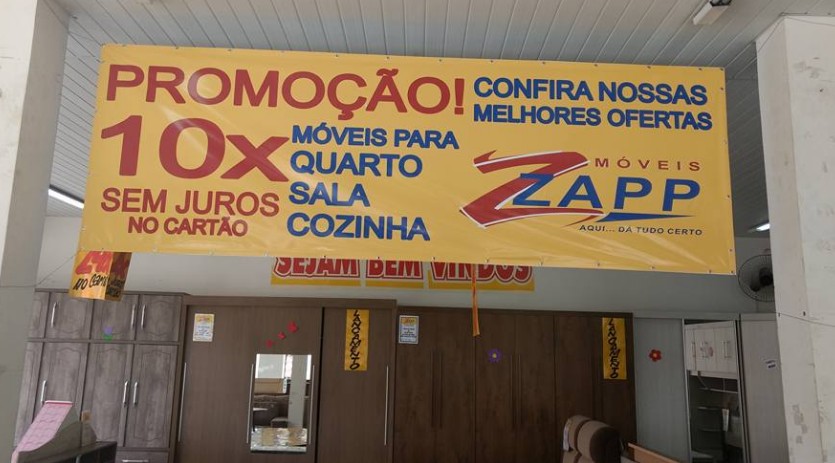 PROMOÇÃO!
10x
SEM JUROS
NO CARTÃO
MÓVEIS PARA
QUARTO
SALA
COZINHA
CONFIRA NOSSAS
MELHORES OFERTAS
MÓVEIS
ZZAPP
AQUI... DÁ TUDO CERTO
SEJAM BEM VINDOS
LANÇAMENTO
LANÇAMENTO